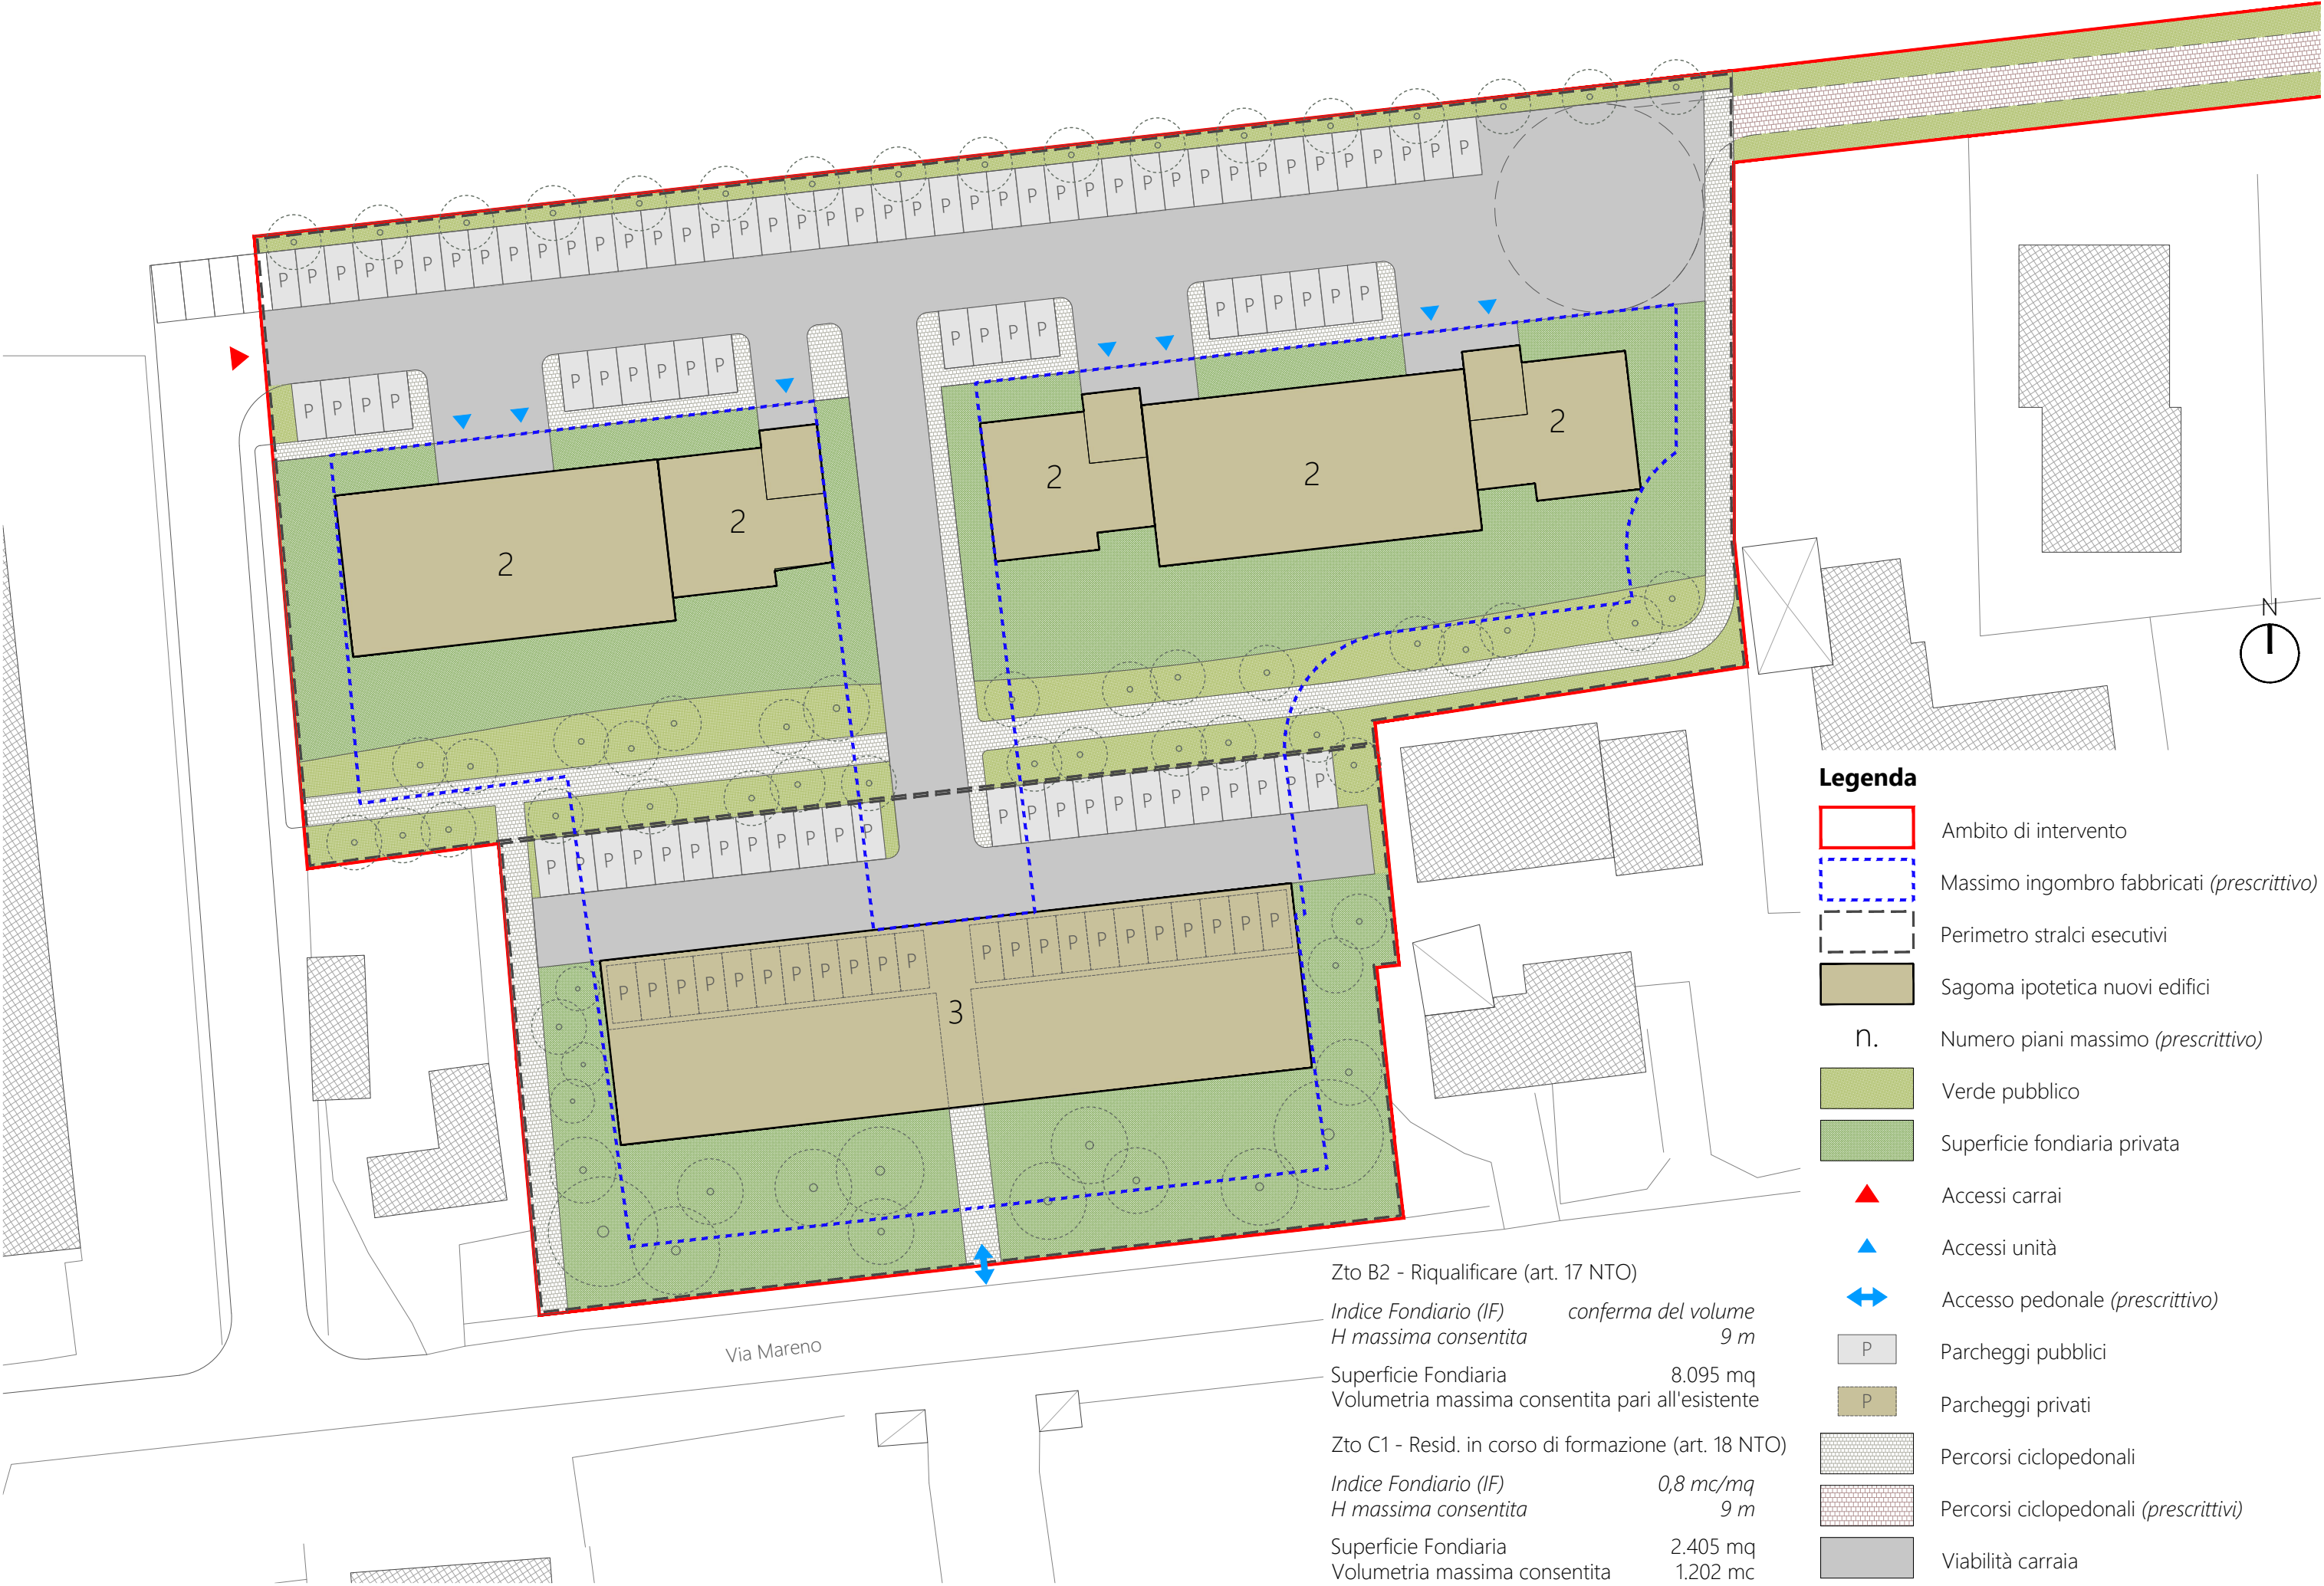 P P P P P P P P P P P P P P P P P P P P P P P P P P P P P P P P P P P P P P P P P P
P P P P
P P P P P P
P P P P
P P P P P P
2
2
2
2
2
N
P P P P P P P P P P P P
P P P P P P P P P P P P
P P P P P P P P P P P
P P P P P P P P P P P
3
Via Mareno
Zto B2 - Riqualificare (art. 17 NTO)
Indice Fondiario (IF) conferma del volume
H massima consentita 9 m
Superficie Fondiaria 8.095 mq
Volumetria massima consentita pari all'esistente
Zto C1 - Resid. in corso di formazione (art. 18 NTO)
Indice Fondiario (IF) 0,8 mc/mq
H massima consentita 9 m
Superficie Fondiaria 2.405 mq
Volumetria massima consentita 1.202 mc
Legenda
Ambito di intervento
Massimo ingombro fabbricati (prescrittivo)
Perimetro stralci esecutivi
Sagoma ipotetica nuovi edifici
n. Numero piani massimo (prescrittivo)
Verde pubblico
Superficie fondiaria privata
Accessi carrai
Accessi unità
Accesso pedonale (prescrittivo)
P Parcheggi pubblici
P Parcheggi privati
Percorsi ciclopedonali
Percorsi ciclopedonali (prescrittivi)
Viabilità carraia